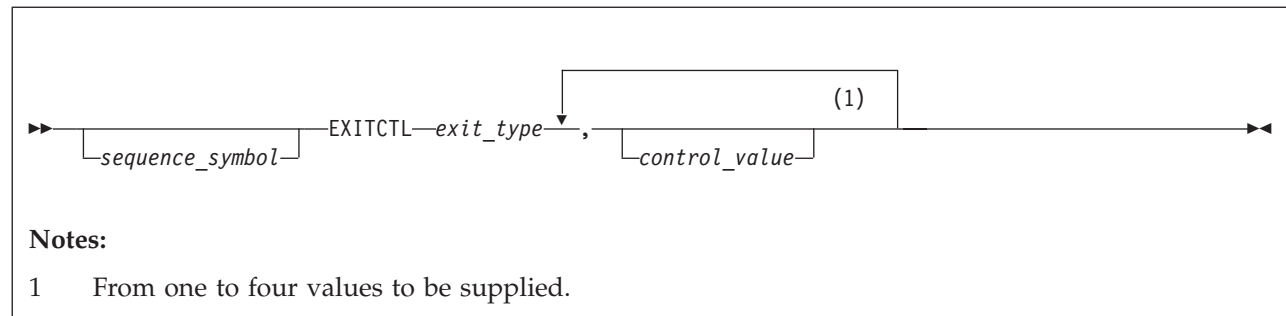 (1)
EXITCTL exit_type ,
sequence_symbol control_value
Notes:
1 From one to four values to be supplied.